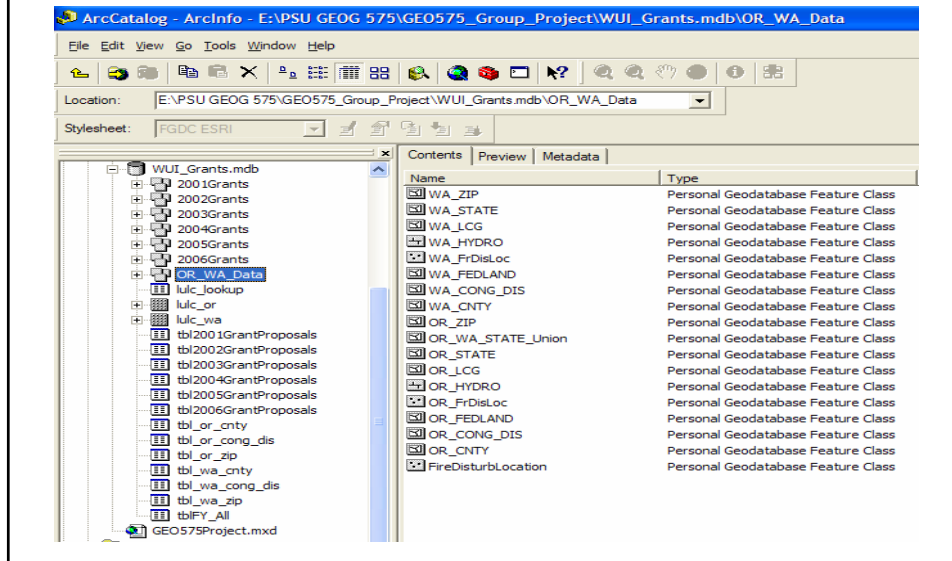 ArcCatalog - ArcInfo - E:\PSU GEOG 575\GEO575_Group_Project\WUI_Grants.mdb\OR_WA_Data
File Edit View Go Tools Window Help
Location: E:\PSU GEOG 575\GEO575_Group_Project\WUI_Grants.mdb\OR_WA_Data
Stylesheet: FGDC ESRI
WUI_Grants.mdb
2001Grants
2002Grants
2003Grants
2004Grants
2005Grants
2006Grants
OR_WA_Data
lulc_lookup
lulc_or
lulc_wa
tbl2001GrantProposals
tbl2002GrantProposals
tbl2003GrantProposals
tbl2004GrantProposals
tbl2005GrantProposals
tbl2006GrantProposals
tbl_or_cnty
tbl_or_cong_dis
tbl_or_zip
tbl_wa_cnty
tbl_wa_cong_dis
tbl_wa_zip
tblFY_All
GEO575Project.mxd
Contents Preview Metadata
Name Type
WA_ZIP Personal Geodatabase Feature Class
WA_STATE Personal Geodatabase Feature Class
WA_LCG Personal Geodatabase Feature Class
WA_HYDRO Personal Geodatabase Feature Class
WA_FrDisLoc Personal Geodatabase Feature Class
WA_FEDLAND Personal Geodatabase Feature Class
WA_CONG_DIS Personal Geodatabase Feature Class
WA_CNTY Personal Geodatabase Feature Class
OR_ZIP Personal Geodatabase Feature Class
OR_WA_STATE_Union Personal Geodatabase Feature Class
OR_STATE Personal Geodatabase Feature Class
OR_LCG Personal Geodatabase Feature Class
OR_HYDRO Personal Geodatabase Feature Class
OR_FrDisLoc Personal Geodatabase Feature Class
OR_FEDLAND Personal Geodatabase Feature Class
OR_CONG_DIS Personal Geodatabase Feature Class
OR_CNTY Personal Geodatabase Feature Class
FireDisturbLocation Personal Geodatabase Feature Class